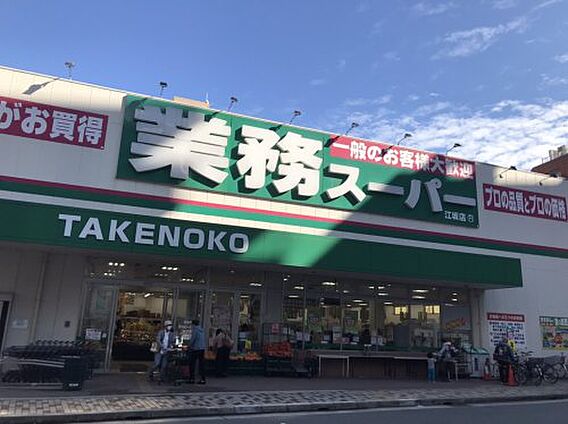 がお買得
業務スーパー
一般のお客様大歓迎
江坂店
プロの品質とプロの価格
TAKENOKO